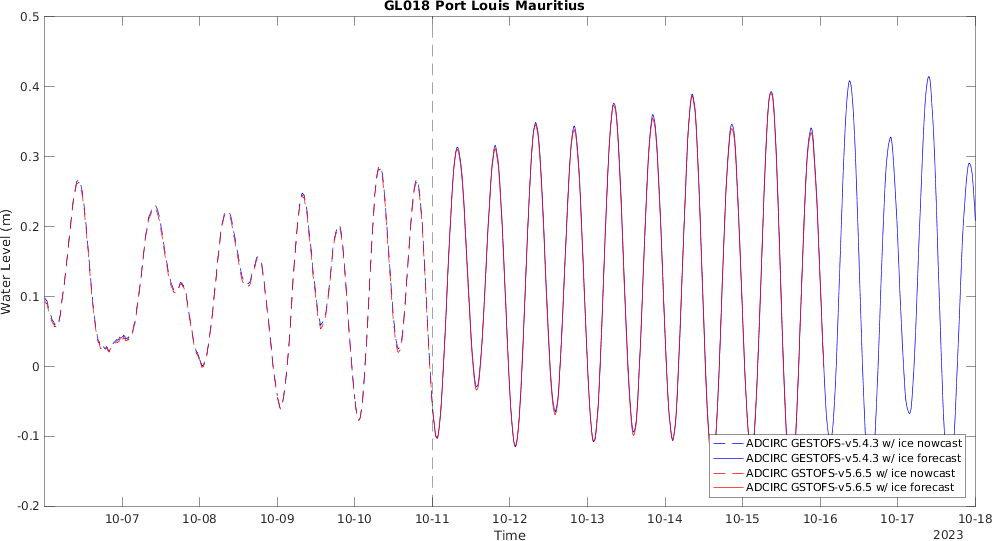 GL018 Port Louis Mauritius
0.5
0.4
0.3
0.2
0.1
0
-0.1
-0.2
Water Level (m)
ADCIRC GESTOFS-v5.4.3 w/ ice nowcast
ADCIRC GESTOFS-v5.4.3 w/ ice forecast
ADCIRC GSTOFS-v5.6.5 w/ ice nowcast
ADCIRC GSTOFS-v5.6.5 w/ ice forecast
10-07 10-08 10-09 10-10 10-11 10-12 10-13 10-14 10-15 10-16 10-17 10-18
Time
2023